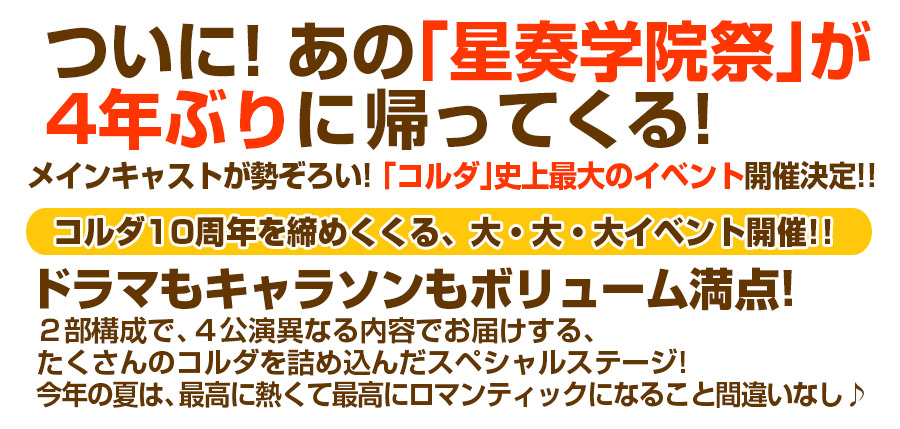 ついに! あの「星奏学院祭」が
4年ぶりに帰ってくる!
メインキャストが勢ぞろい!「コルダ」史上最大のイベント開催決定!!
コルダ10周年を締めくくる、大・大・大イベント開催!!
ドラマもキャラソンもボリューム満点!
２部構成で、４公演異なる内容でお届けする、
たくさんのコルダを詰め込んだスペシャルステージ!
今年の夏は、最高に熱くて最高にロマンティックになること間違いなし♪